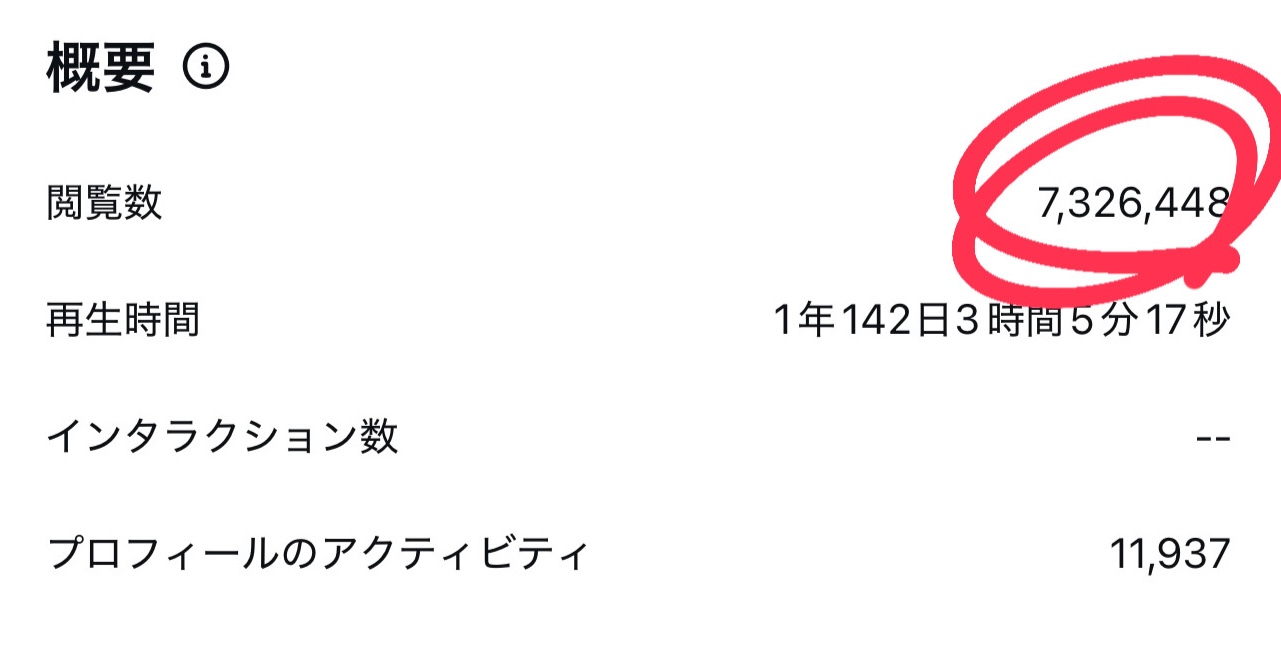 概要
閲覧数 7,326,448
再生時間 1年142日3時間5分17秒
インタラクション数 --
プロフィールのアクティビティ 11,937